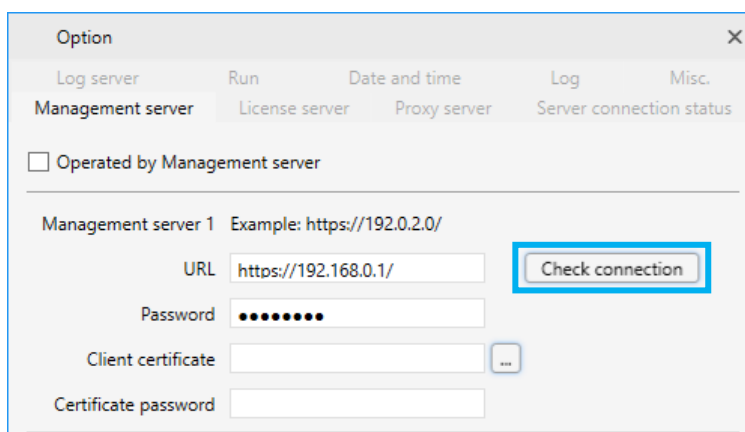 Option
Log server Run Date and time Log Misc.
Management server License server Proxy server Server connection status
Operated by Management server
Management server 1 Example: https://192.0.2.0/
URL https://192.168.0.1/ Check connection
Password ●●●●●●●●
Client certificate ...
Certificate password